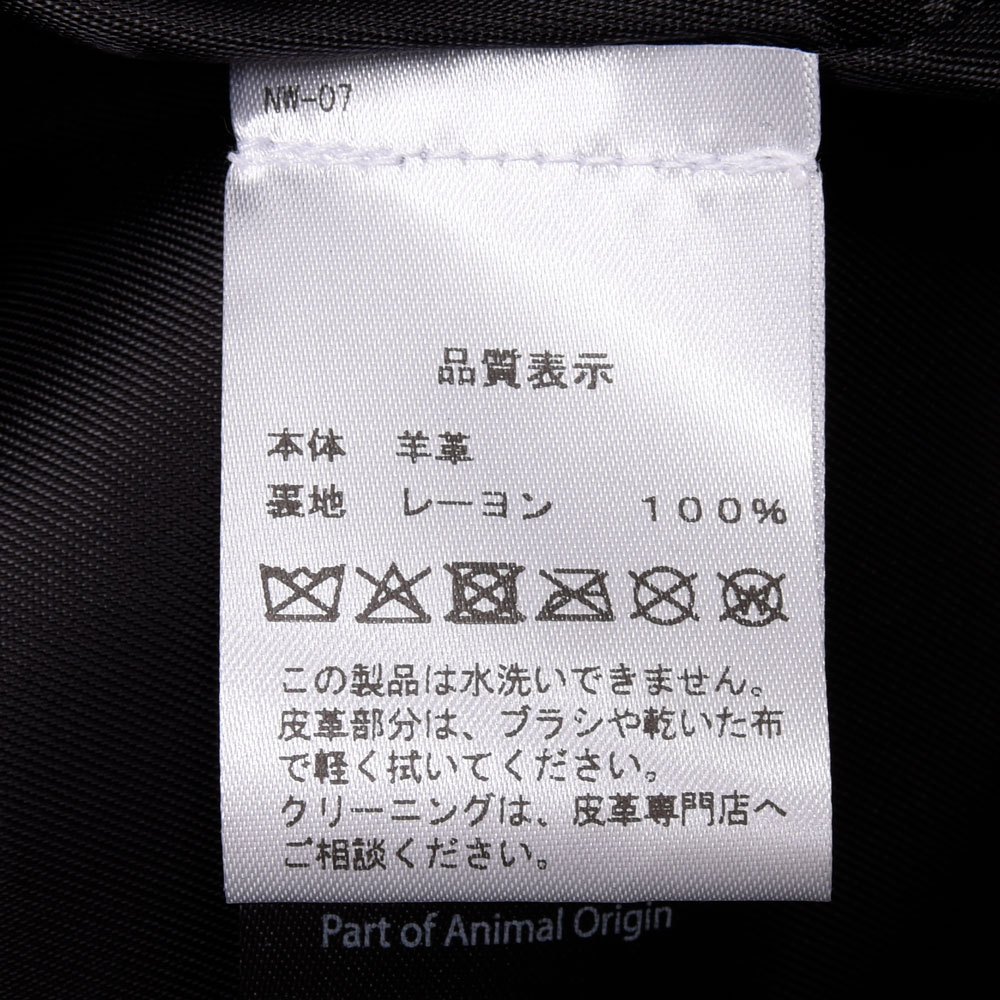 NW-07
品質表示
本体 羊革
裏地 レーヨン 100%
W
この製品は水洗いできません。
皮革部分は、ブラシや乾いた布
で軽く拭いてください。
クリーニングは、皮革専門店へ
ご相談ください。
Part of Animal Origin